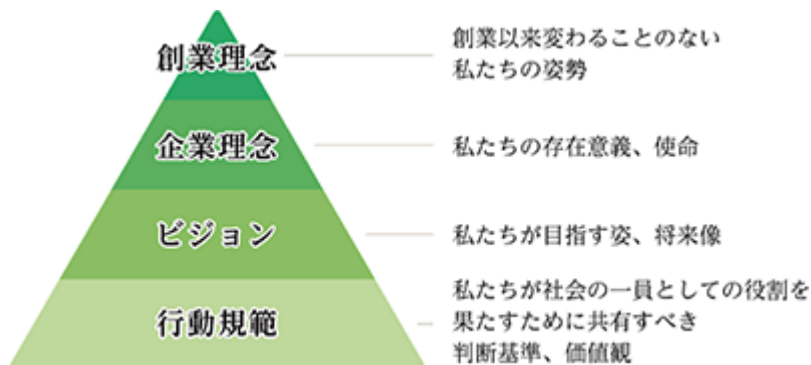 創業理念
創業以来変わることのない
私たちの姿勢
企業理念
私たちの存在意義、使命
ビジョン
私たちが目指す姿、将来像
行動規範
私たちが社会の一員としての役割を
果たすために共有すべき
判断基準、価値観